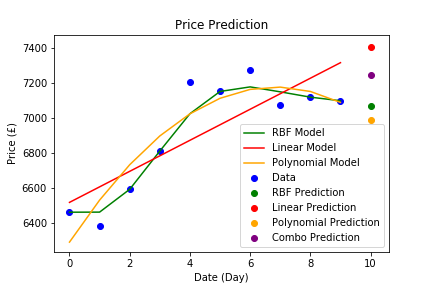 Price Prediction
7400
7200
7000
6800
6600
6400
Price (£)
RBF Model
Linear Model
Polynomial Model
Data
RBF Prediction
Linear Prediction
Polynomial Prediction
Combo Prediction
0 2 4 6 8 10
Date (Day)